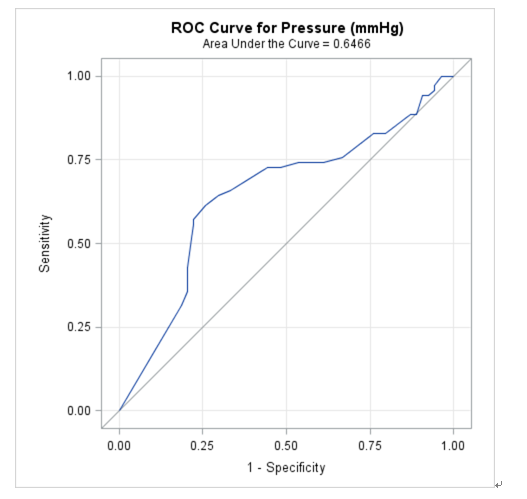 ROC Curve for Pressure (mmHg)
Area Under the Curve = 0.6466
1.00
0.75
0.50
0.25
0.00
Sensitivity
0.00 0.25 0.50 0.75 1.00
1 - Specificity